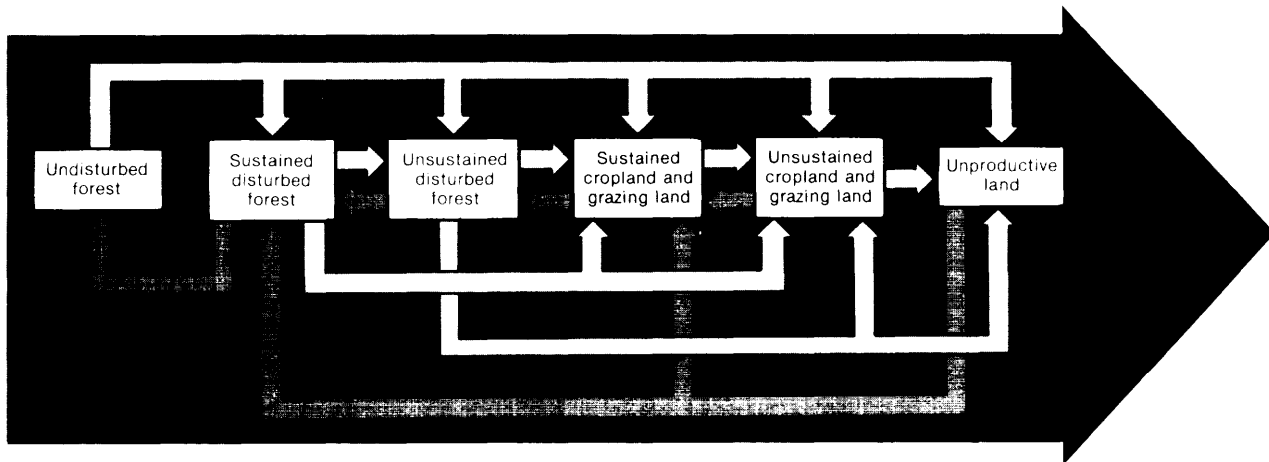 Undisturbed
forest
Sustained
disturbed
forest
Unsustained
disturbed
forest
Sustained
cropland and
grazing land
Unsustained
cropland and
grazing land
Unproductive
land